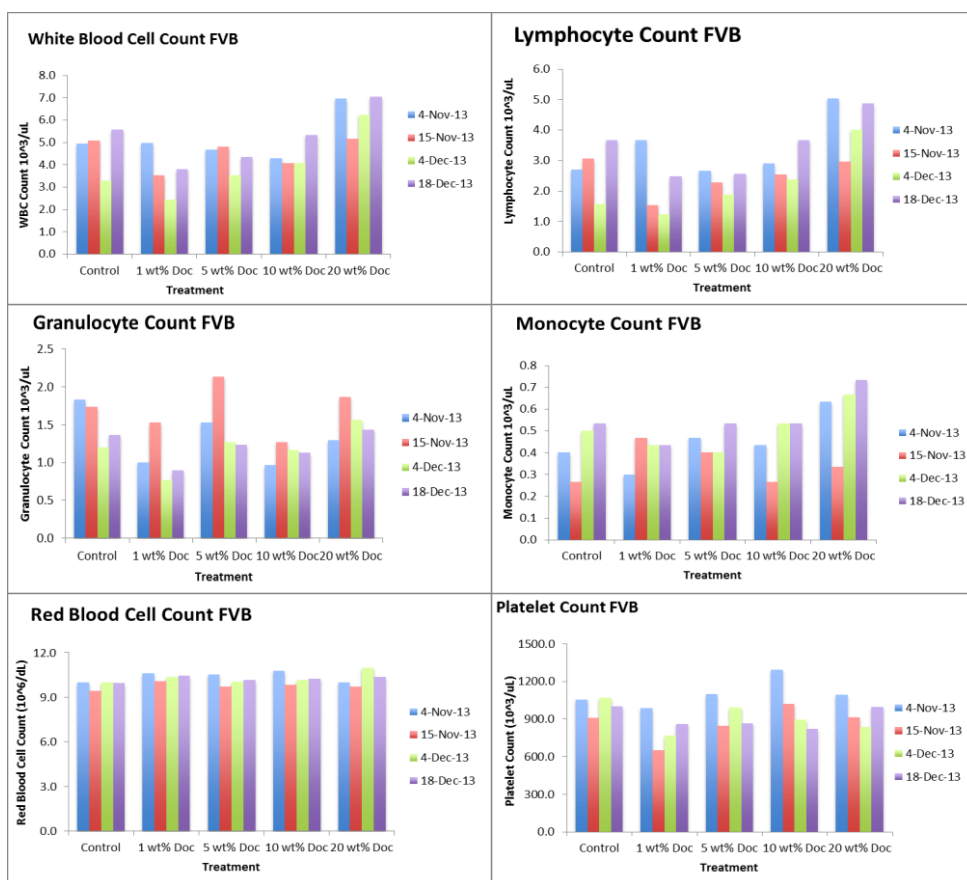 White Blood Cell Count FVB
WBC Count 10^3/uL
8.0
7.0
6.0
5.0
4.0
3.0
2.0
1.0
0.0
Control 1 wt% Doc 5 wt% Doc 10 wt% Doc 20 wt% Doc
Treatment
4-Nov-13
15-Nov-13
4-Dec-13
18-Dec-13
Lymphocyte Count FVB
Lymphocyte Count 10^3/uL
6.0
5.0
4.0
3.0
2.0
1.0
0.0
Control 1 wt% Doc 5 wt% Doc 10 wt% Doc 20 wt% Doc
Treatment
4-Nov-13
15-Nov-13
4-Dec-13
18-Dec-13
Granulocyte Count FVB
Granulocyte Count 10^3/uL
2.5
2.0
1.5
1.0
0.5
0.0
Control 1 wt% Doc 5 wt% Doc 10 wt% Doc 20 wt% Doc
Treatment
4-Nov-13
15-Nov-13
4-Dec-13
18-Dec-13
Monocyte Count FVB
Monocyte Count 10^3/uL
0.8
0.7
0.6
0.5
0.4
0.3
0.2
0.1
0.0
Control 1 wt% Doc 5 wt% Doc 10 wt% Doc 20 wt% Doc
Treatment
4-Nov-13
15-Nov-13
4-Dec-13
18-Dec-13
Red Blood Cell Count FVB
Red Blood Cell Count (10^6/dL)
12.0
9.0
6.0
3.0
0.0
Control 1 wt% Doc 5 wt% Doc 10 wt% Doc 20 wt% Doc
Treatment
4-Nov-13
15-Nov-13
4-Dec-13
18-Dec-13
Platelet Count FVB
Platelet Count (10^3/uL)
1500.0
1200.0
900.0
600.0
300.0
0.0
Control 1 wt% Doc 5 wt% Doc 10 wt% Doc 20 wt% Doc
Treatment
4-Nov-13
15-Nov-13
4-Dec-13
18-Dec-13